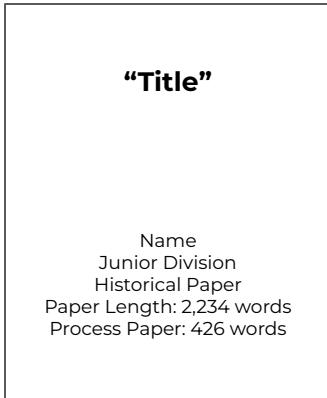 “Title”
Name
Junior Division
Historical Paper
Paper Length: 2,234 words
Process Paper: 426 words